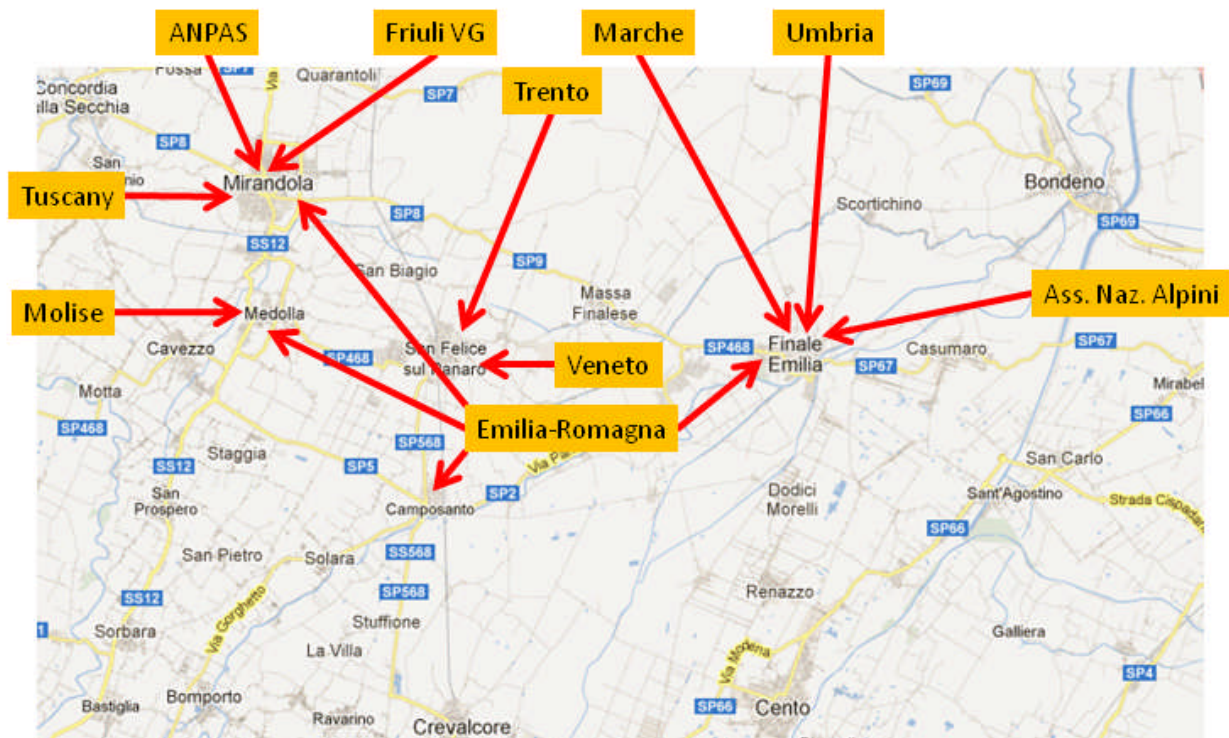 ANPAS
Friuli VG
Marche
Umbria
Trento
Tuscany
Molise
Veneto
Emilia-Romagna
Ass. Naz. Alpini
Quarantoli
SP7
SP69
Concordia
SP8
San
Mirandola
SP8
Bondeno
Scortichino
SP69
SS12
San Biagio
SP9
Massa
Finalese
Medolla
Cavezzo
SP468
San Felice
sul Panaro
SP468
Finale
Emilia
SP67
Casumaro
SP67
Motta
SP468
Mirabel
SP66
SP568
Staggia
SP5
SS12
San
Prospero
Camposanto
SP2
Via Pa
Dodici
Morelli
San Carlo
Sant'Agostino
Strada Cispadan
SP66
San Pietro
Solara
SS568
SP568
SS12
Via Gorghetto
Renazzo
Sorbara
Stuffione
La Villa
Galliera
Via Modena
SP4
Bastiglia
Bomporto
Ravarino
Crevalcore
SP66
Cento